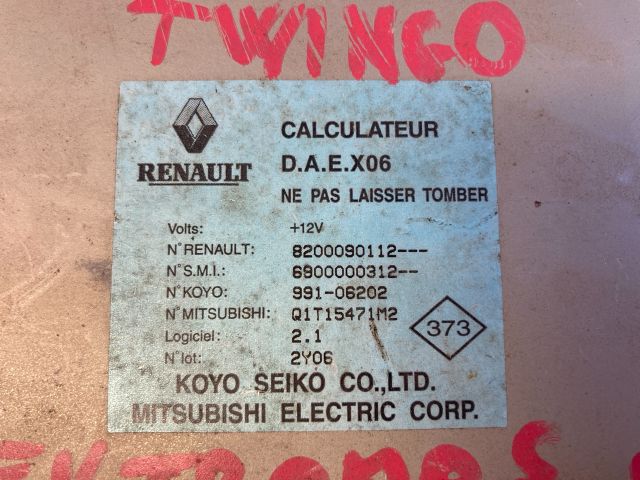 TWINGO
CALCULATEUR
RENAULT D.A.E.X06
NE PAS LAISSER TOMBER
Volts: +12V
N°RENAULT: 8200090112---
N°S.M.I.: 6900000312--
N°KOYO: 991-06202
N°MITSUBISHI: Q1T15471M2
373
Logiciel: 2.1
N°lot: 2Y06
KOYO SEIKO CO.,LTD.
MITSUBISHI ELECTRIC CORP.